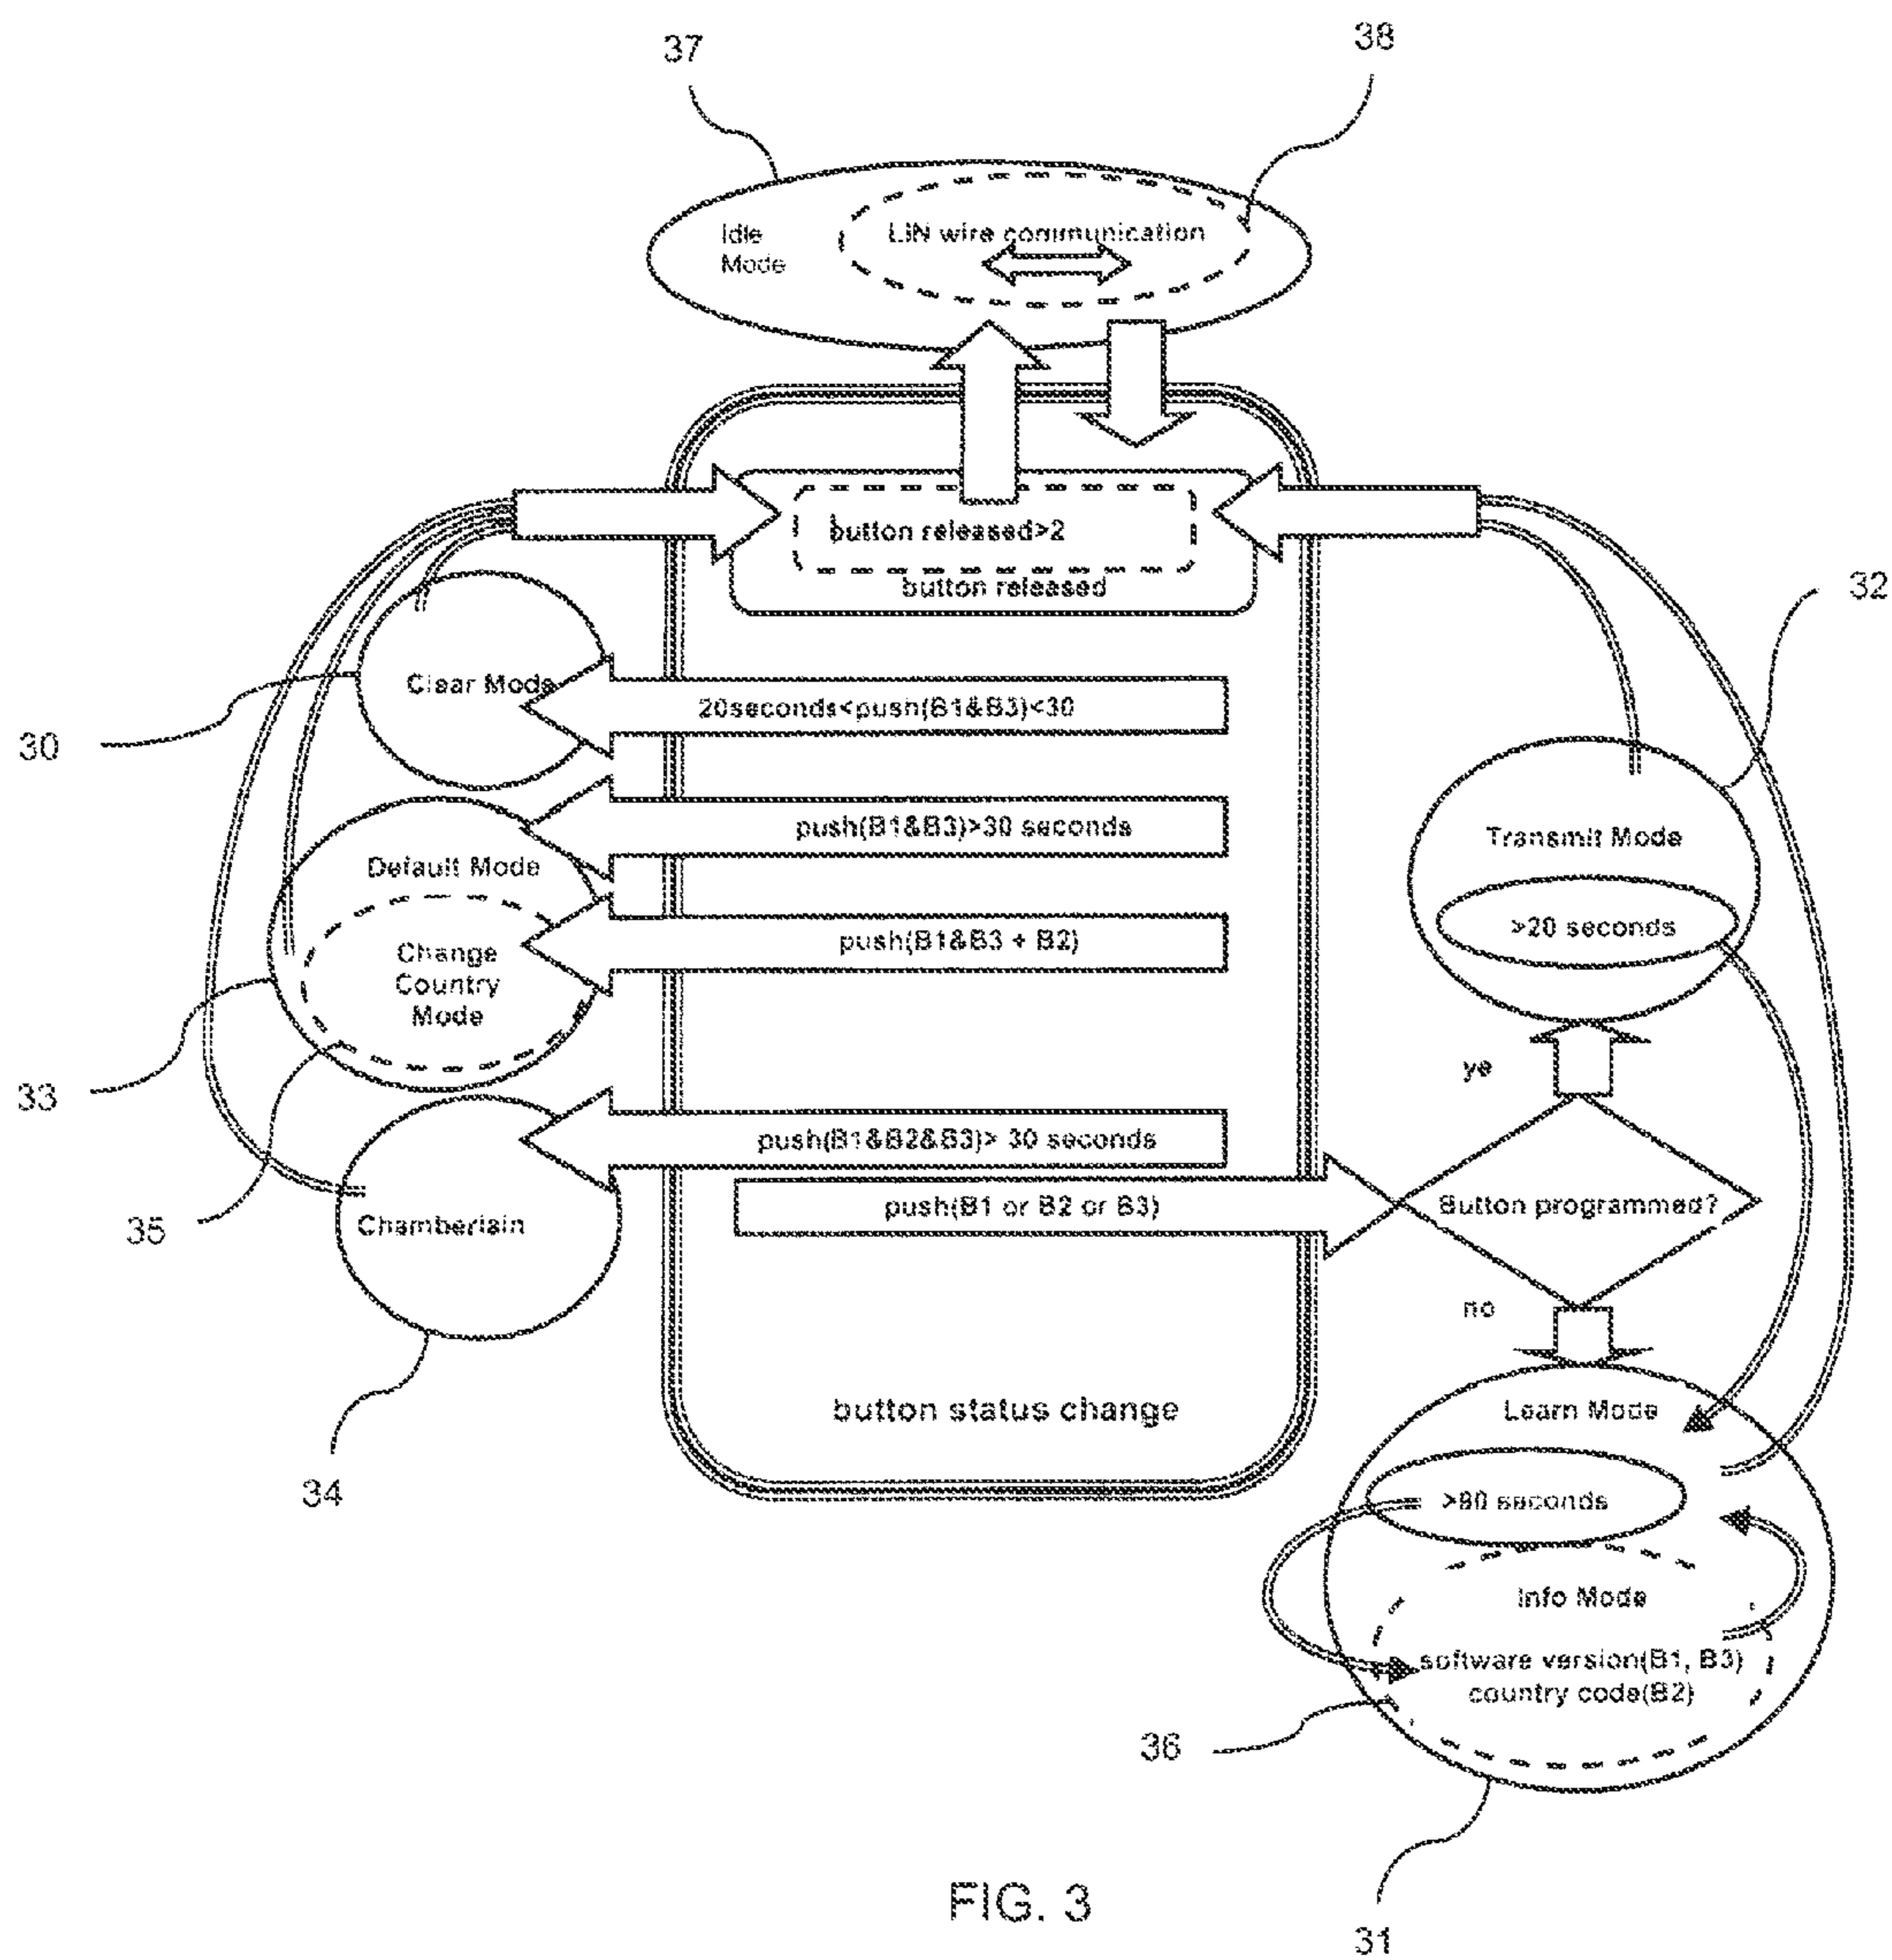 37
38
Idle
Mode
LIN wire communication
button released>2
button released
32
Clear Mode
20seconds<push(B1&B3)<30
30
push(B1&B3)>30 seconds
Transmit Mode
Default Mode
>20 seconds
push(B1&B3 + B2)
Change
Country
Mode
ye
33
push(B1&B2&B3)> 30 seconds
35
Chamberlain
push(B1 or B2 or B3)
Button programmed?
no
button status change
Learn Mode
34
seconds
Info Mode
software version(B1, B3)
country code(B2)
36
FIG. 3
31